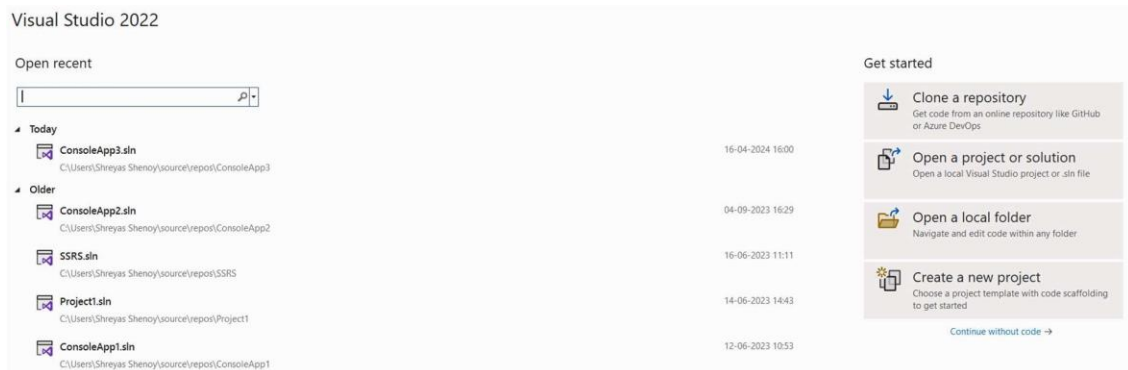 Visual Studio 2022
Open recent
Today
ConsoleApp3.sln
16-04-2024 16:00
C:\Users\Shreyas Shenoy\source\repos\ConsoleApp3
Older
ConsoleApp2.sln
04-09-2023 16:29
C:\Users\Shreyas Shenoy\source\repos\ConsoleApp2
SSRS.sln
16-06-2023 11:11
C:\Users\Shreyas Shenoy\source\repos\SSRS
Project1.sln
14-06-2023 14:43
C:\Users\Shreyas Shenoy\source\repos\Project1
ConsoleApp1.sln
12-06-2023 10:53
C:\Users\Shreyas Shenoy\source\repos\ConsoleApp1
Get started
Clone a repository
Get code from an online repository like GitHub
or Azure DevOps
Open a project or solution
Open a local Visual Studio project or .sln file
Open a local folder
Navigate and edit code within any folder
Create a new project
Choose a project template with code scaffolding
to get started
Continue without code →